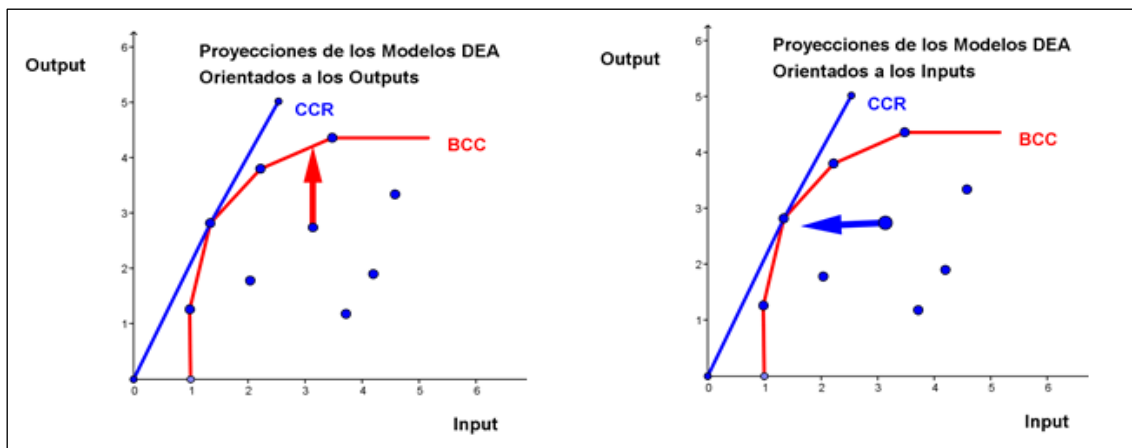 Proyecciones de los Modelos DEA
Orientados a los Outputs
Output
CCR
BCC
6
5
4
3
2
1
0
1
2
3
4
5
6
Input
Proyecciones de los Modelos DEA
Orientados a los Inputs
Output
CCR
BCC
6
5
4
3
2
1
0
1
2
3
4
5
6
Input